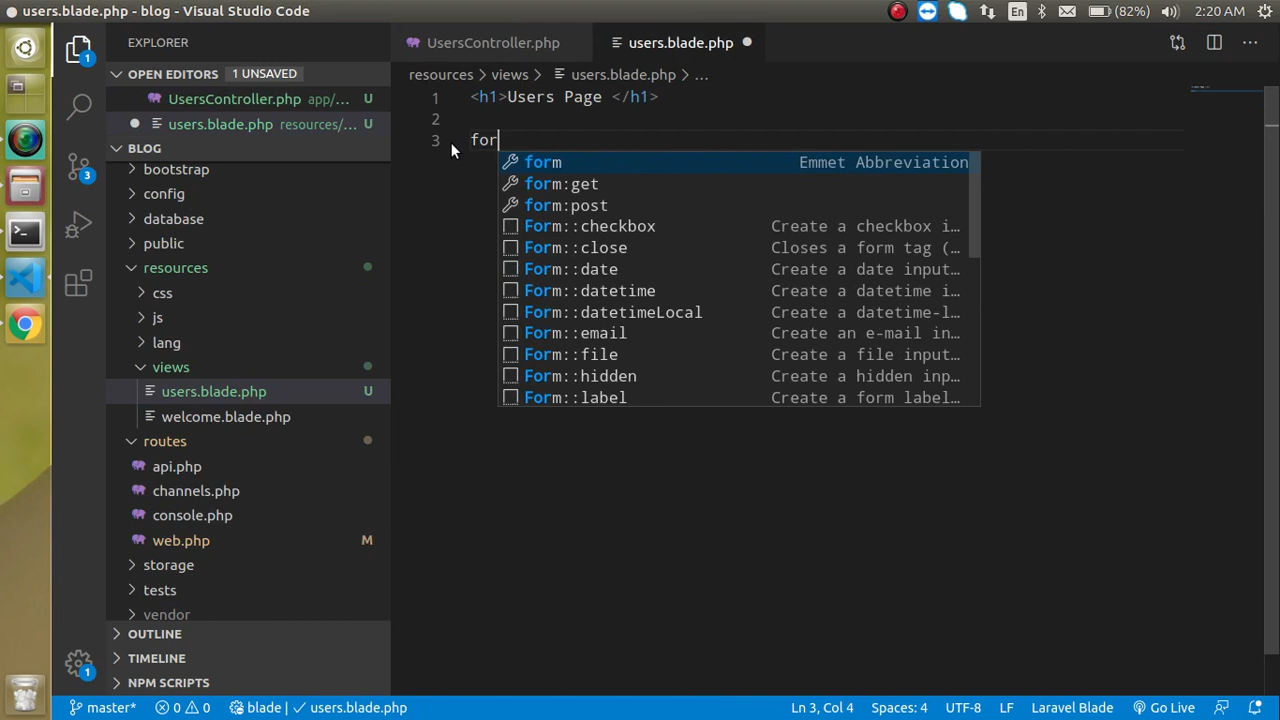 users.blade.php - blog - Visual Studio Code
En
(82%)
2:20 AM
EXPLORER
UsersController.php
users.blade.php
OPEN EDITORS
1 UNSAVED
resources
views
users.blade.php
...
UsersController.php app/...
U
users.blade.php resources/...
U
1
<h1>Users Page </h1>
2
3
for
BLOG
bootstrap
config
database
public
resources
css
js
lang
views
users.blade.php
U
welcome.blade.php
routes
api.php
channels.php
console.php
web.php
M
storage
tests
vendor
OUTLINE
TIMELINE
NPM SCRIPTS
form
Emmet Abbreviation
form:get
form:post
Form::checkbox
Create a checkbox i…
Form::close
Closes a form tag (…
Form::date
Create a date input…
Form::datetime
Create a datetime i…
Form::datetimeLocal
Create a datetime-l…
Form::email
Create an e-mail in…
Form::file
Create a file input…
Form::hidden
Create a hidden inp…
Form::label
Create a form label…
1
3
1
master*
0
0
blade
users.blade.php
Ln 3, Col 4
Spaces: 4
UTF-8
LF
Laravel Blade
Go Live